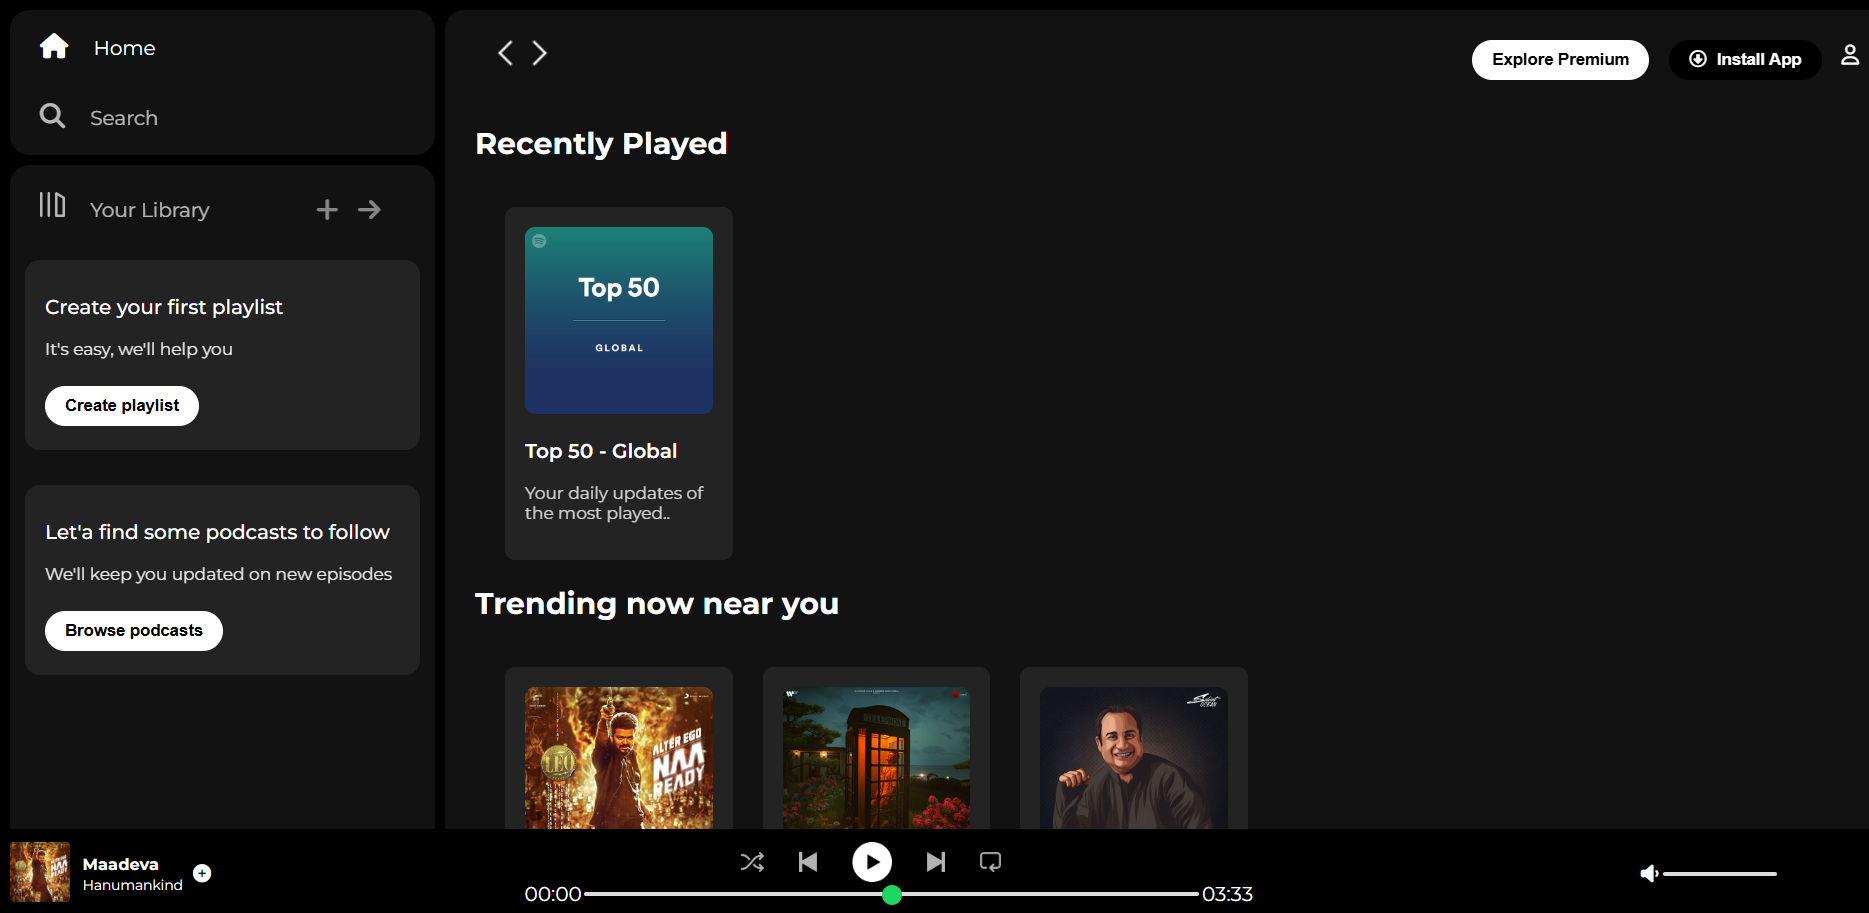 Home
Search
Your Library
Create your first playlist
It's easy, we'll help you
Create playlist
Let'a find some podcasts to follow
We'll keep you updated on new episodes
Browse podcasts
Explore Premium
Install App
Recently Played
Top 50
GLOBAL
Top 50 - Global
Your daily updates of
the most played..
Trending now near you
LEO
ALTER EGO
NAA
READY
TELEPHONE
Maadeva
Hanumankind
00:00
03:33